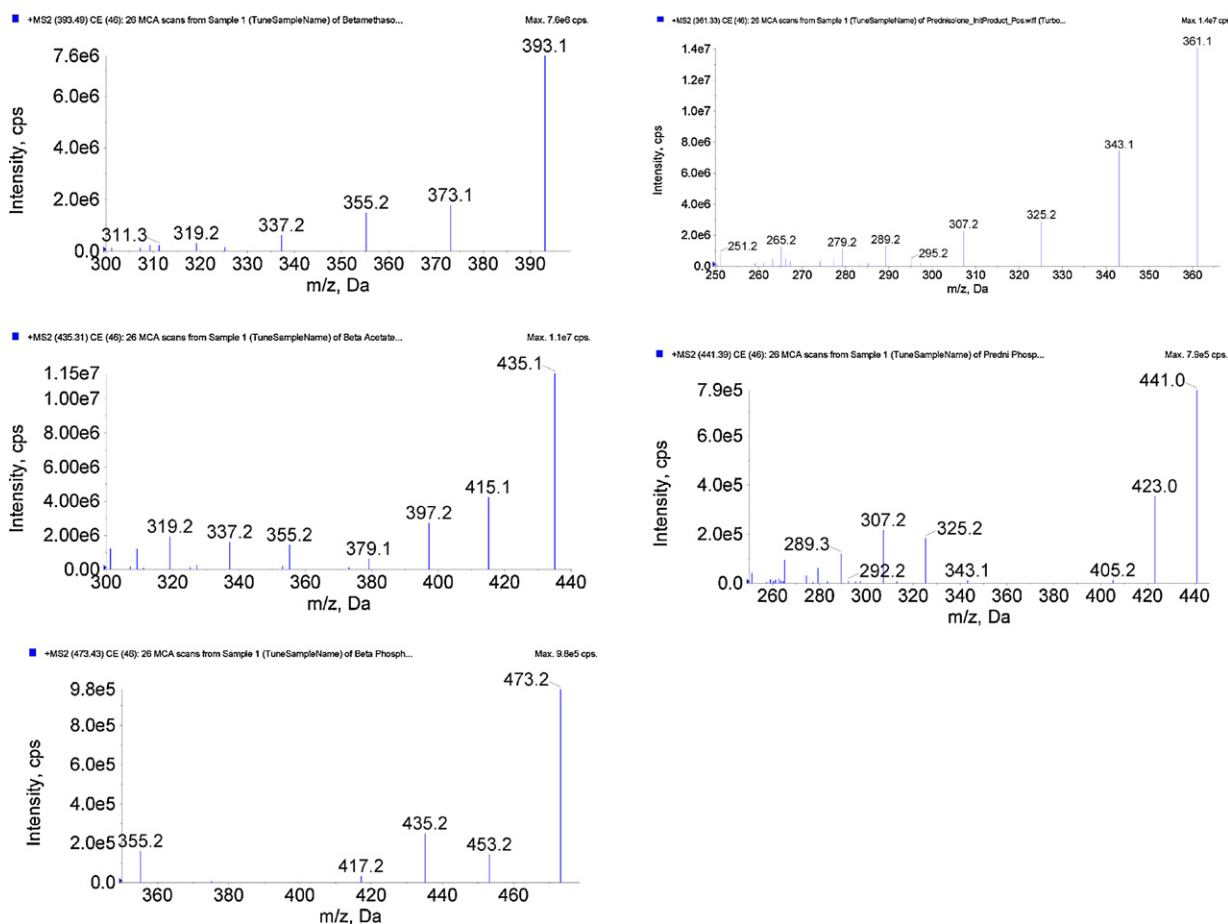 +MS2 (393.49) CE (46): 26 MCA scans from Sample 1 (TuneSampleName) of Betamethaso... Max. 7.6e6 cps.
7.6e6
6.0e6
4.0e6
2.0e6
0.0
Intensity, cps
393.1
373.1
355.2
337.2
319.2
311.3
300 310 320 330 340 350 360 370 380 390
m/z, Da
+MS2 (361.33) CE (46): 26 MCA scans from Sample 1 (TuneSampleName) of Prednisolone_InitProduct_Pos.wiff (Turbo... Max. 1.4e7 cps.
1.4e7
1.2e7
1.0e7
8.0e6
6.0e6
4.0e6
2.0e6
0.0
Intensity, cps
361.1
343.1
325.2
307.2
295.2
289.2
279.2
265.2
251.2
250 260 270 280 290 300 310 320 330 340 350 360
m/z, Da
+MS2 (435.31) CE (46): 26 MCA scans from Sample 1 (TuneSampleName) of Beta Acetate... Max. 1.1e7 cps.
1.15e7
1.00e7
8.00e6
6.00e6
4.00e6
2.00e6
0.00
Intensity, cps
435.1
415.1
397.2
379.1
355.2
337.2
319.2
300 320 340 360 380 400 420 440
m/z, Da
+MS2 (441.39) CE (46): 26 MCA scans from Sample 1 (TuneSampleName) of Predni Phosp... Max. 7.9e5 cps.
7.9e5
6.0e5
4.0e5
2.0e5
0.0
Intensity, cps
441.0
423.0
405.2
343.1
325.2
307.2
292.2
289.3
260 280 300 320 340 360 380 400 420 440
m/z, Da
+MS2 (473.43) CE (46): 26 MCA scans from Sample 1 (TuneSampleName) of Beta Phosph... Max. 9.8e5 cps.
9.8e5
8.0e5
6.0e5
4.0e5
2.0e5
0.0
Intensity, cps
473.2
453.2
435.2
417.2
355.2
360 380 400 420 440 460
m/z, Da